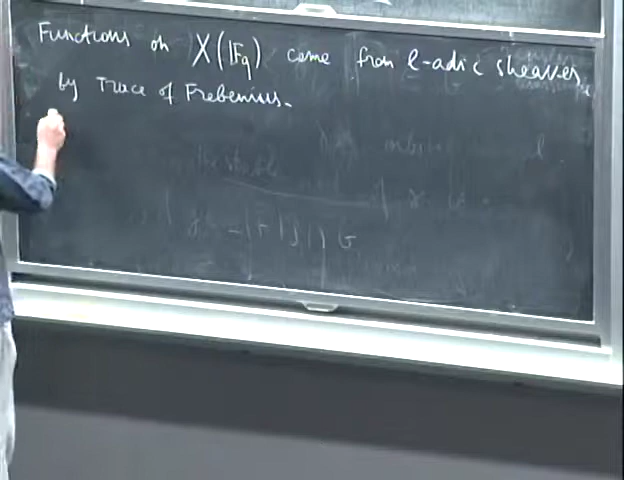 Functions on X(𝔽q) come from ℓ-adic sheaves
by Trace of Frobenius.